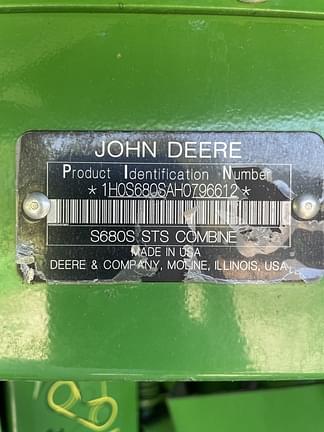 JOHN DEERE
Product Identification Number
*1H0S680SAH0796612*
S680S STS COMBINE
MADE IN USA
DEERE & COMPANY, MOLINE, ILLINOIS, USA